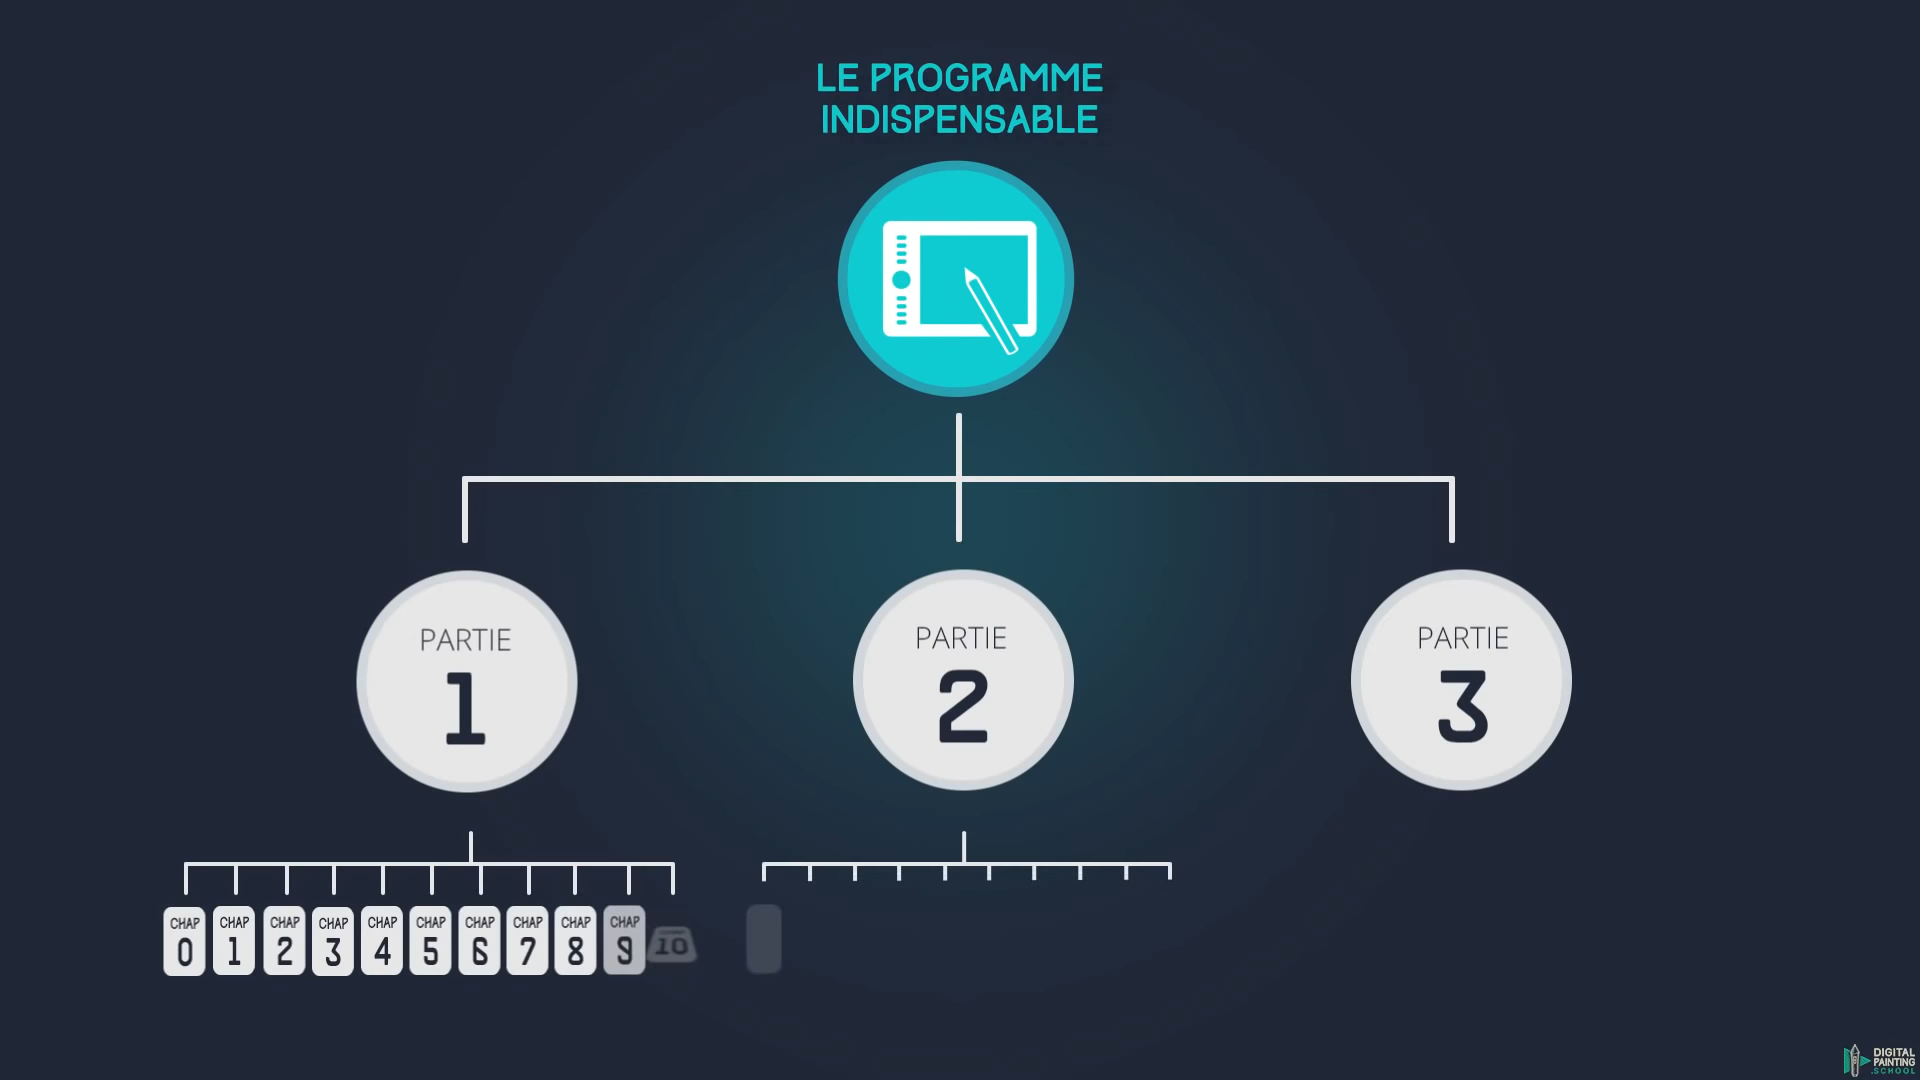 LE PROGRAMME
INDISPENSABLE
PARTIE
1
PARTIE
2
PARTIE
3
CHAP
0
CHAP
1
CHAP
2
CHAP
3
CHAP
4
CHAP
5
CHAP
6
CHAP
7
CHAP
8
CHAP
9
10
DIGITAL
PAINTING
.SCHOOL